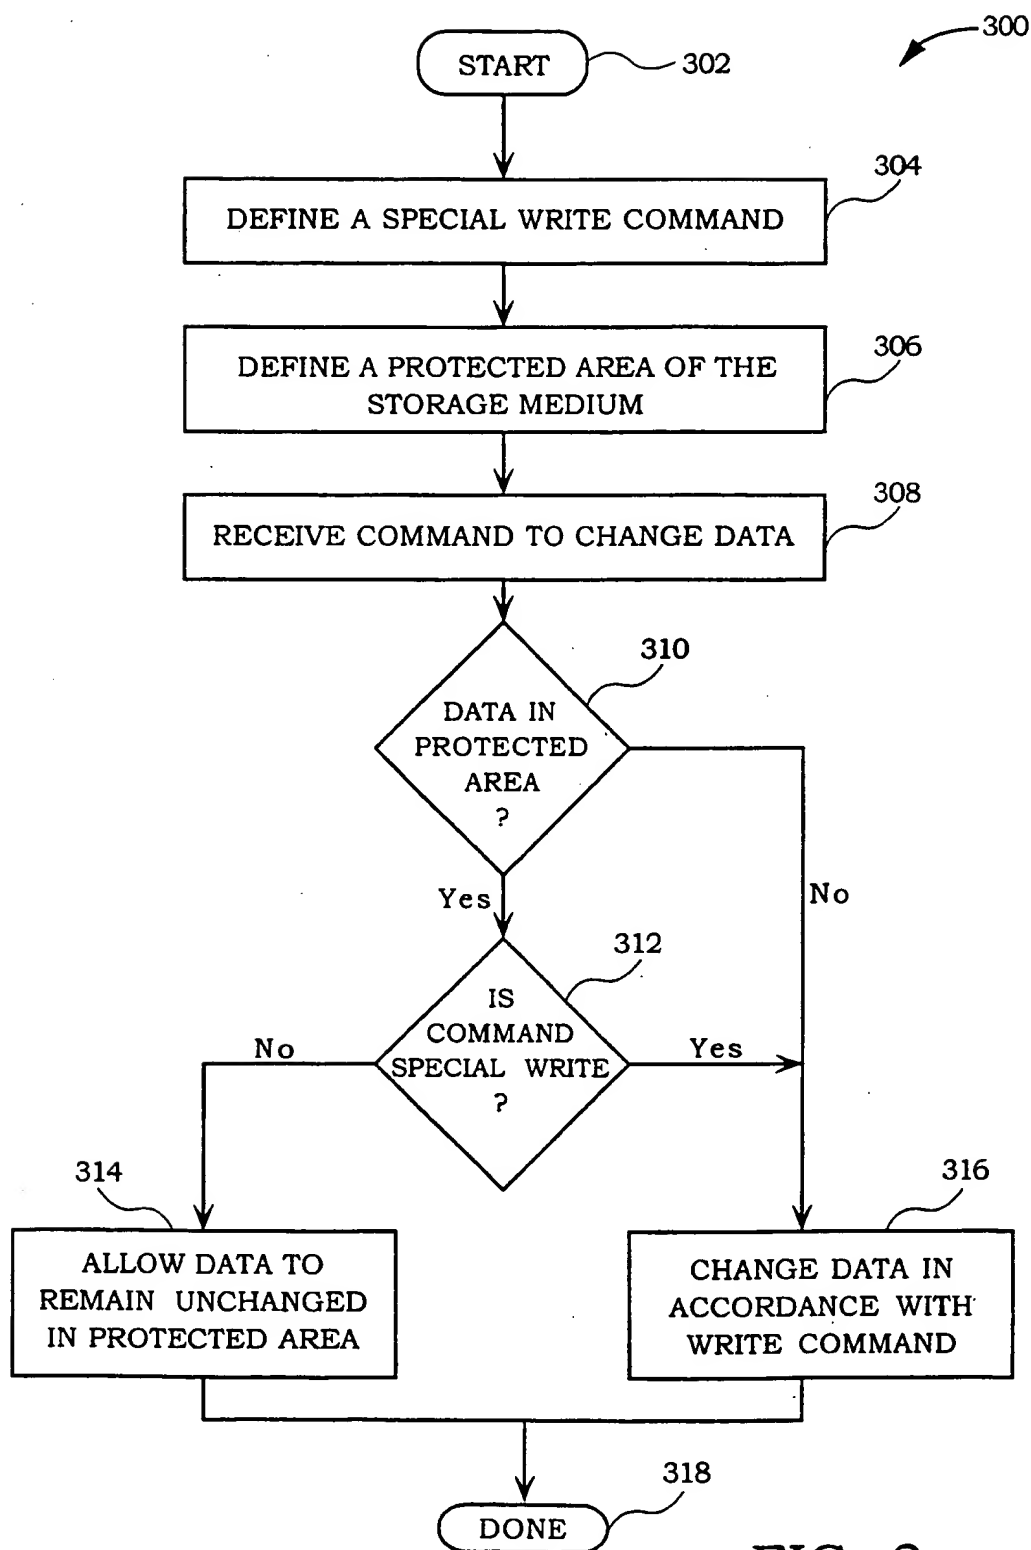 300
START
302
304
DEFINE A SPECIAL WRITE COMMAND
306
DEFINE A PROTECTED AREA OF THE
STORAGE MEDIUM
308
RECEIVE COMMAND TO CHANGE DATA
310
DATA IN
PROTECTED
AREA
?
Yes
No
312
IS
COMMAND
SPECIAL WRITE
?
No
Yes
314
316
ALLOW DATA TO
REMAIN UNCHANGED
IN PROTECTED AREA
CHANGE DATA IN
ACCORDANCE WITH
WRITE COMMAND
318
DONE